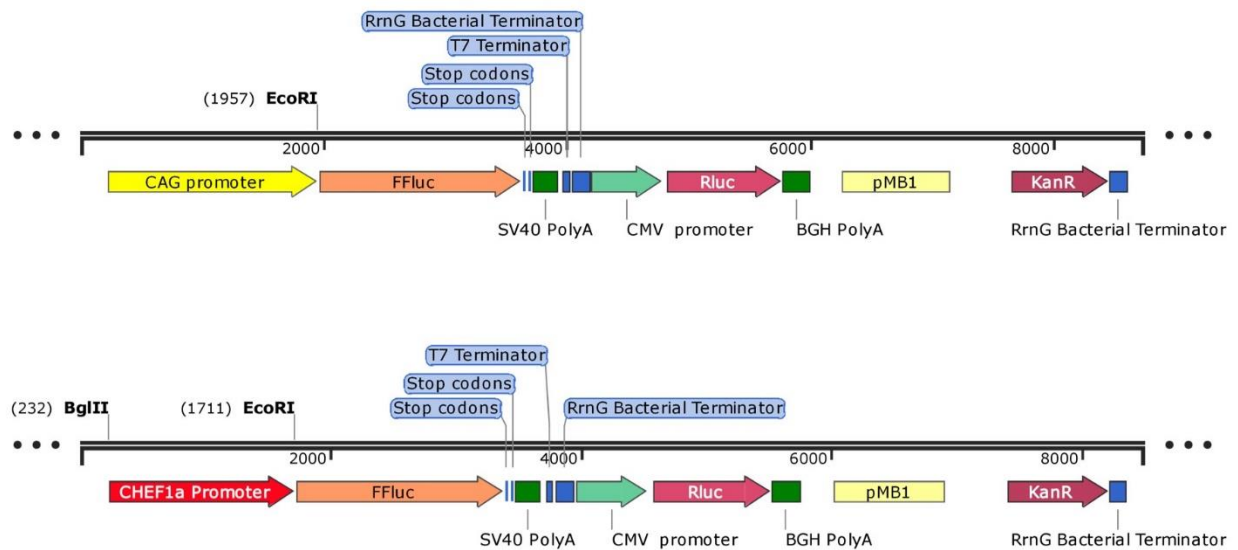 RrnG Bacterial Terminator
T7 Terminator
Stop codons
Stop codons
(1957) EcoRI
2000 4000 6000 8000
CAG promoter FFluc Rluc pMB1 KanR
SV40 PolyA CMV promoter BGH PolyA RrnG Bacterial Terminator
T7 Terminator
Stop codons
(232) BglII (1711) EcoRI Stop codons RrnG Bacterial Terminator
2000 4000 6000 8000
CHEF1a Promoter FFluc Rluc pMB1 KanR
SV40 PolyA CMV promoter BGH PolyA RrnG Bacterial Terminator